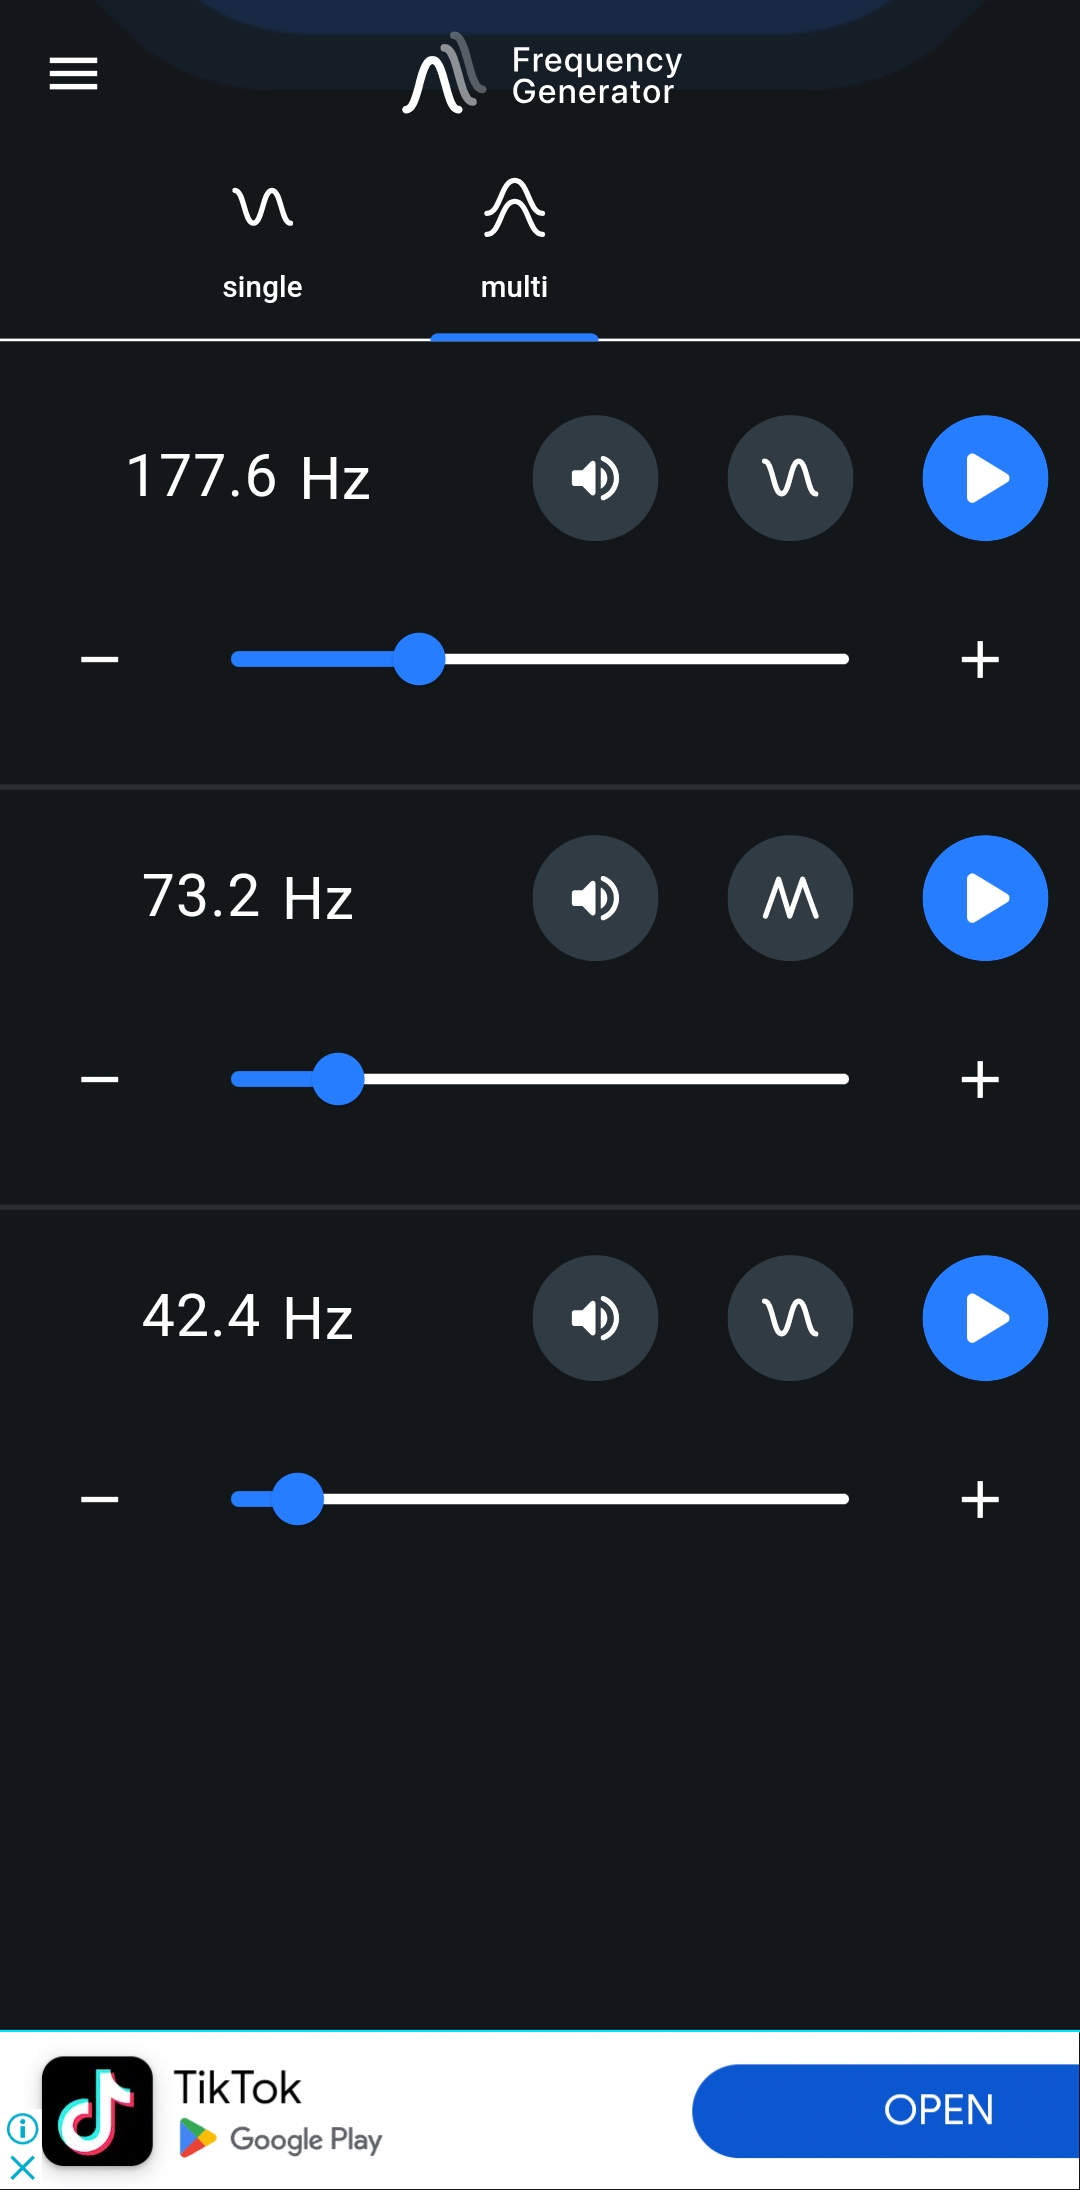 Frequency
Generator
single
multi
177.6 Hz
73.2 Hz
42.4 Hz
TikTok
Google Play
OPEN